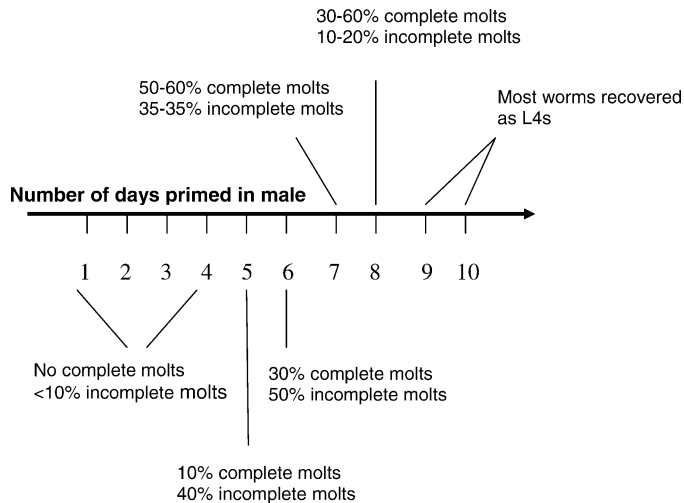 30-60% complete molts
10-20% incomplete molts
50-60% complete molts
35-35% incomplete molts
Most worms recovered
as L4s
Number of days primed in male
1 2 3 4 5 6 7 8 9 10
No complete molts
<10% incomplete molts
30% complete molts
50% incomplete molts
10% complete molts
40% incomplete molts